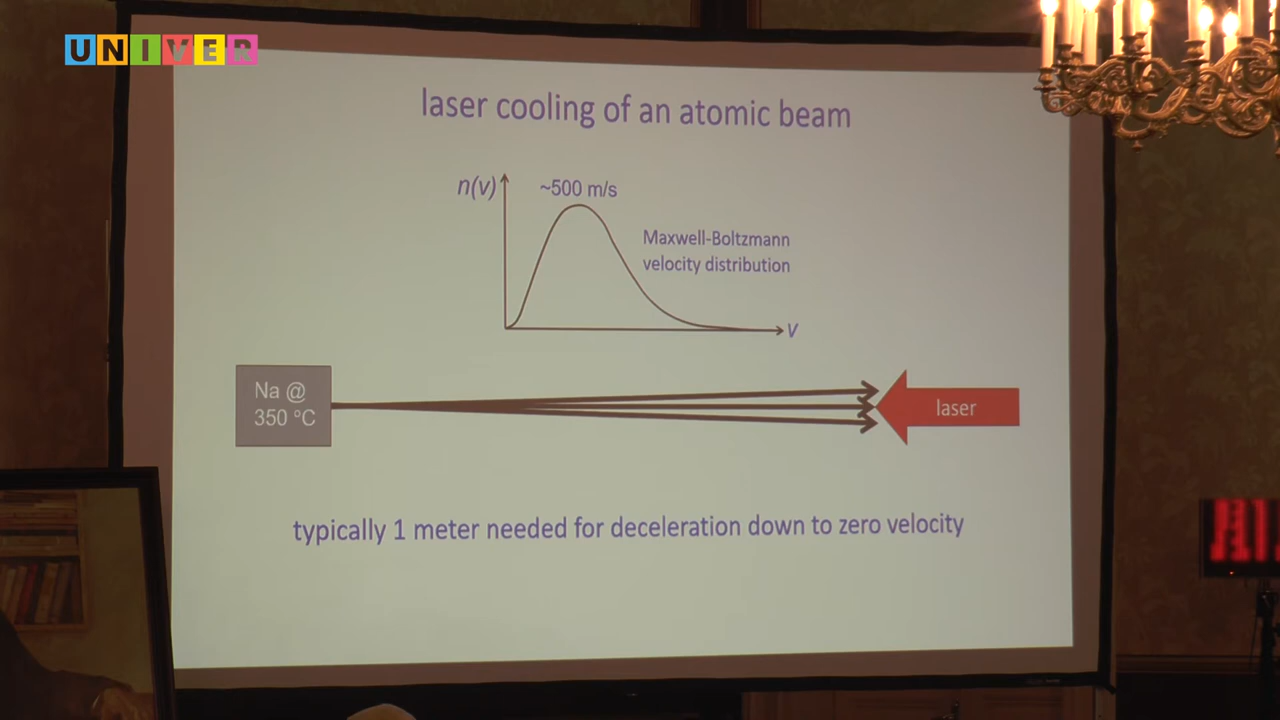 UNIVER
laser cooling of an atomic beam
n(v)
~500 m/s
Maxwell-Boltzmann
velocity distribution
v
Na @
350 °C
laser
typically 1 meter needed for deceleration down to zero velocity